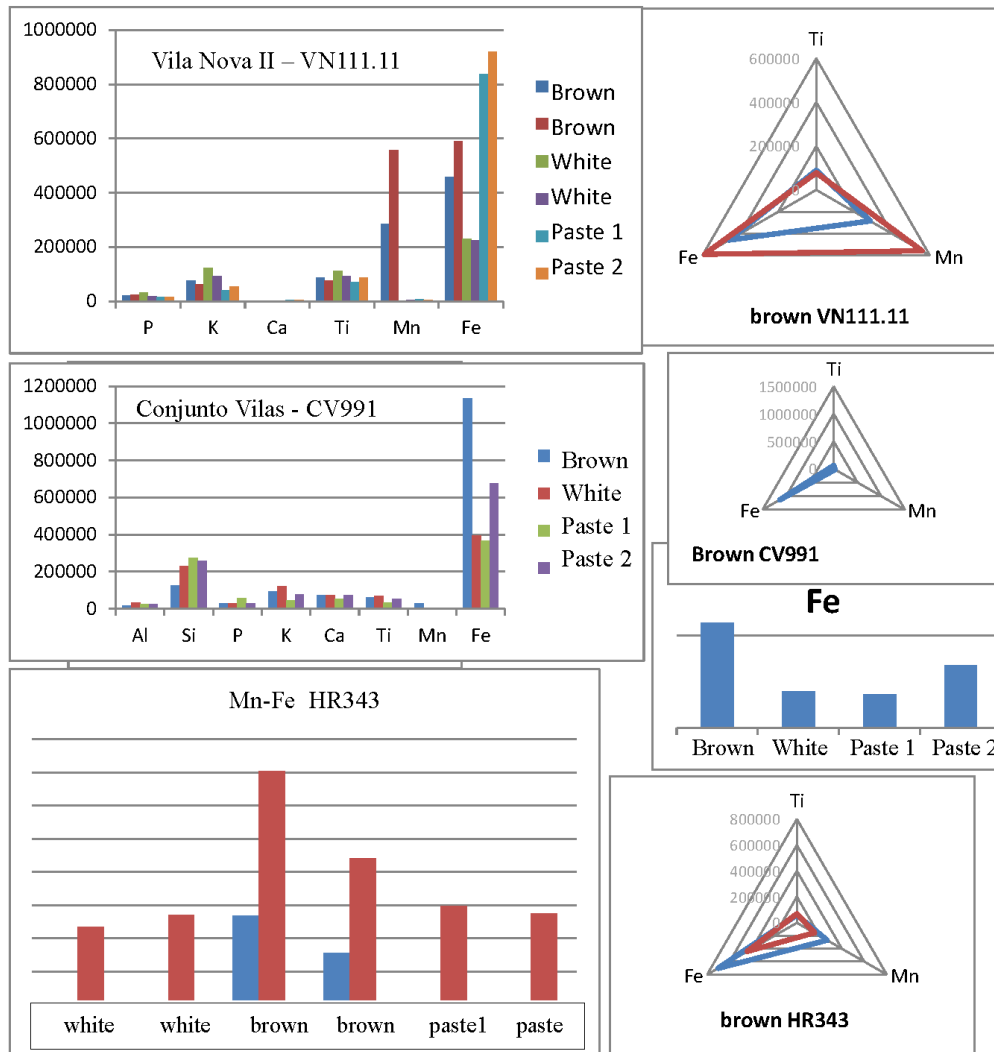 Vila Nova II – VN111.11
1000000
800000
600000
400000
200000
0
P K Ca Ti Mn Fe
Brown
Brown
White
White
Paste 1
Paste 2
Ti
600000
400000
200000
0
Fe Mn
brown VN111.11
Conjunto Vilas - CV991
1200000
1000000
800000
600000
400000
200000
0
Al Si P K Ca Ti Mn Fe
Brown
White
Paste 1
Paste 2
Ti
1500000
1000000
500000
0
Fe Mn
Brown CV991
Fe
Brown White Paste 1 Paste 2
Mn-Fe HR343
white white brown brown paste1 paste
Ti
800000
600000
400000
200000
0
Fe Mn
brown HR343